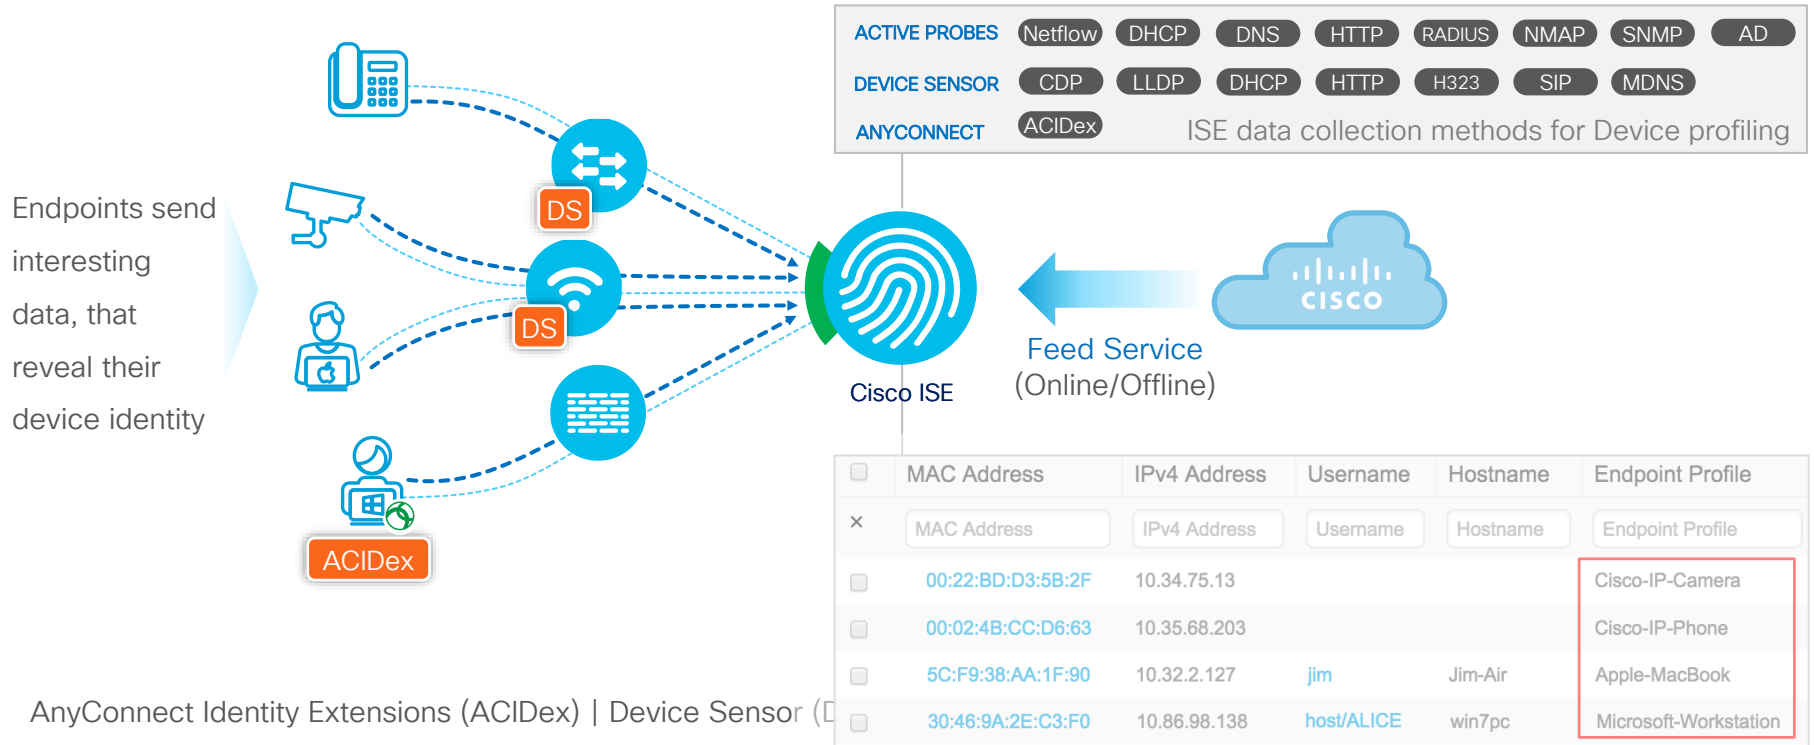 ACTIVE PROBES Netflow DHCP DNS HTTP RADIUS NMAP SNMP AD
DEVICE SENSOR CDP LLDP DHCP HTTP H323 SIP MDNS
ANYCONNECT ACIDex ISE data collection methods for Device profiling
Endpoints send
interesting
data, that
reveal their
device identity
DS
DS
ACIDex
Cisco ISE
CISCO
Feed Service
(Online/Offline)
MAC Address IPv4 Address Username Hostname Endpoint Profile
× MAC Address IPv4 Address Username Hostname Endpoint Profile
00:22:BD:D3:5B:2F 10.34.75.13 Cisco-IP-Camera
00:02:4B:CC:D6:63 10.35.68.203 Cisco-IP-Phone
5C:F9:38:AA:1F:90 10.32.2.127 jim Jim-Air Apple-MacBook
30:46:9A:2E:C3:F0 10.86.98.138 host/ALICE win7pc Microsoft-Workstation
AnyConnect Identity Extensions (ACIDex) | Device Sensor (D